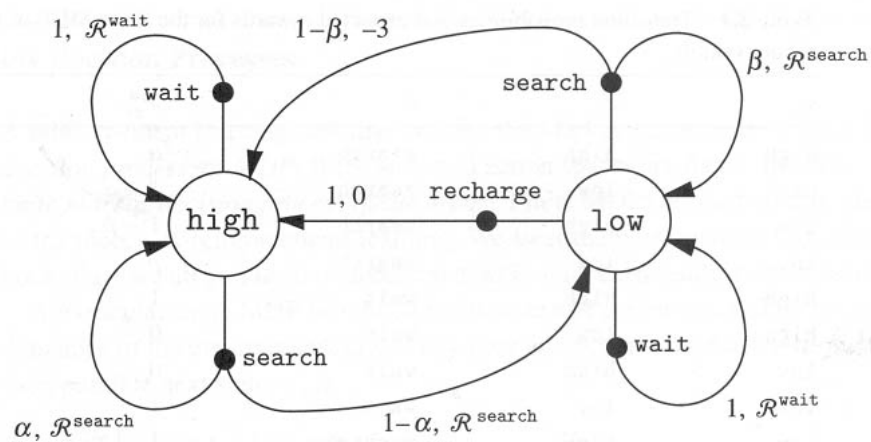 1, R^wait
1–β, –3
search
β, R^search
wait
recharge
1, 0
high
low
search
wait
α, R^search
1–α, R^search
1, R^wait